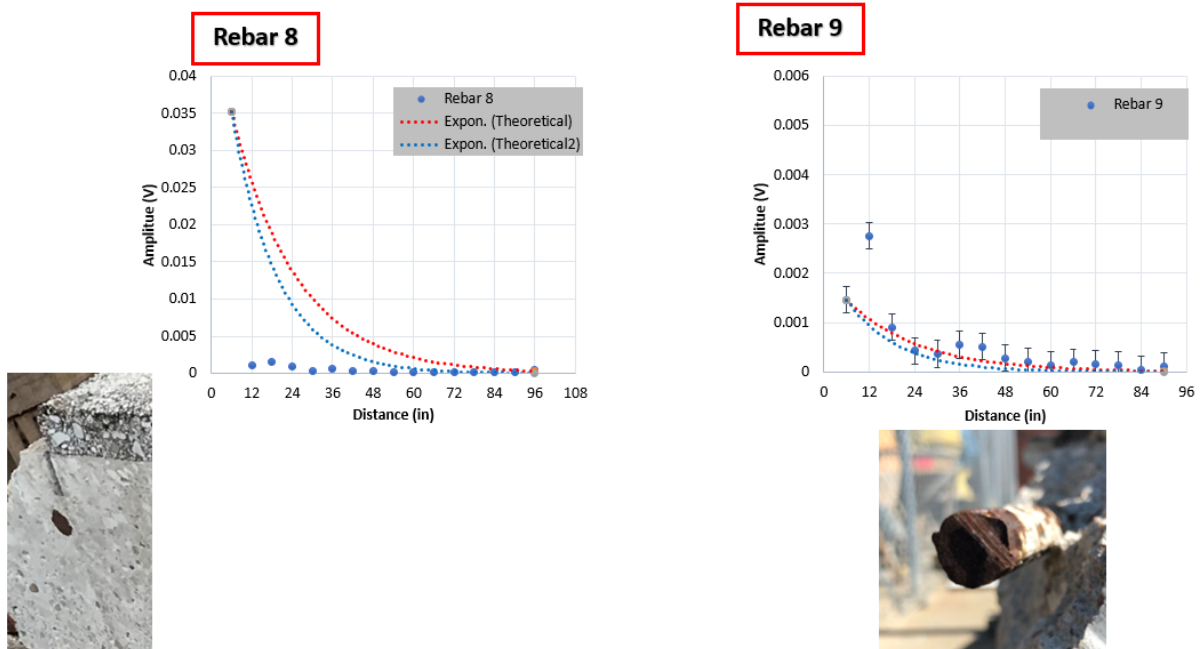 Rebar 8
0.04
0.035
0.03
0.025
0.02
0.015
0.01
0.005
0
Amplitue (V)
Rebar 8
Expon. (Theoretical)
Expon. (Theoretical2)
0 12 24 36 48 60 72 84 96 108
Distance (in)
Rebar 9
0.006
0.005
0.004
0.003
0.002
0.001
0
Amplitue (V)
Rebar 9
0 12 24 36 48 60 72 84 96
Distance (in)